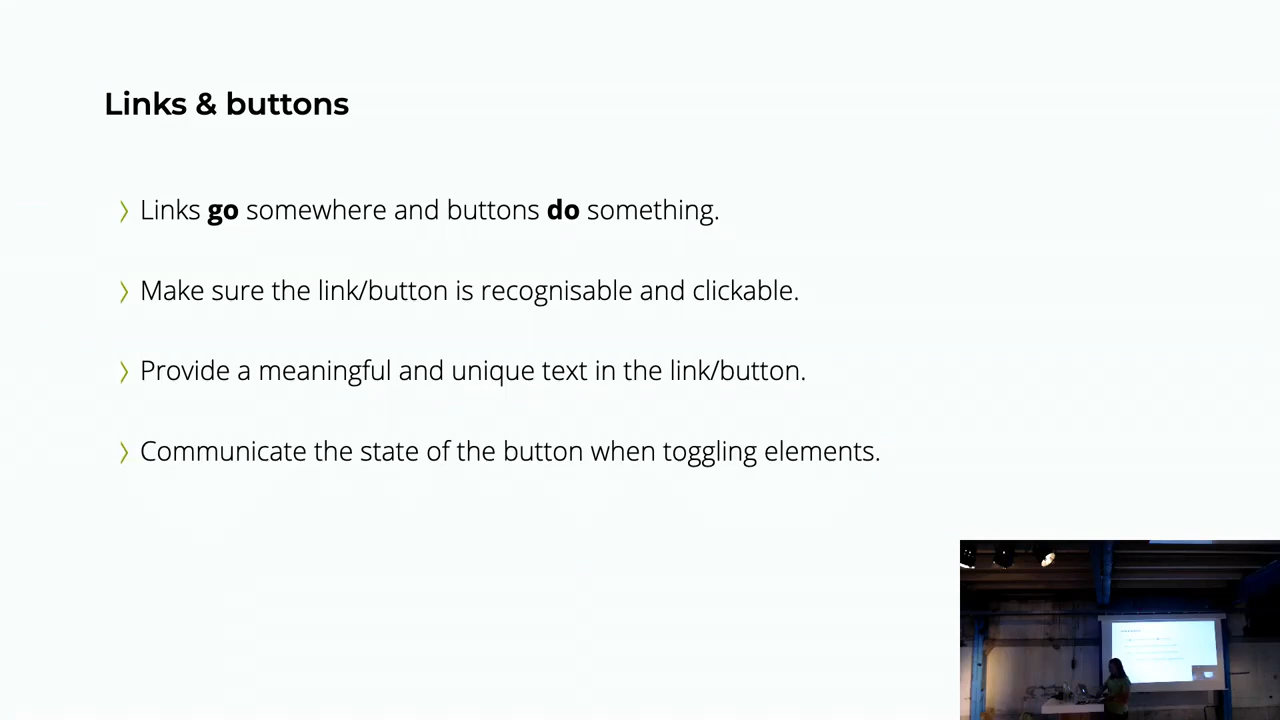 Links & buttons
Links go somewhere and buttons do something.
Make sure the link/button is recognisable and clickable.
Provide a meaningful and unique text in the link/button.
Communicate the state of the button when toggling elements.